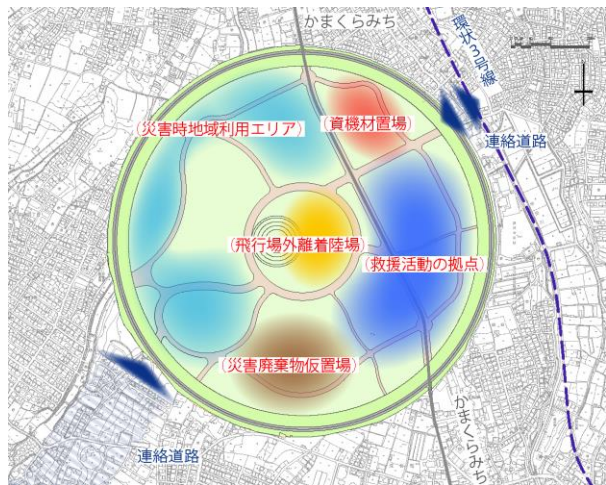 かまくらみち
環状3号線
(災害時地域利用エリア)
(資機材置場)
連絡道路
(飛行場外離着陸場)
(救援活動の拠点)
(災害廃棄物仮置場)
かまくらみち
連絡道路